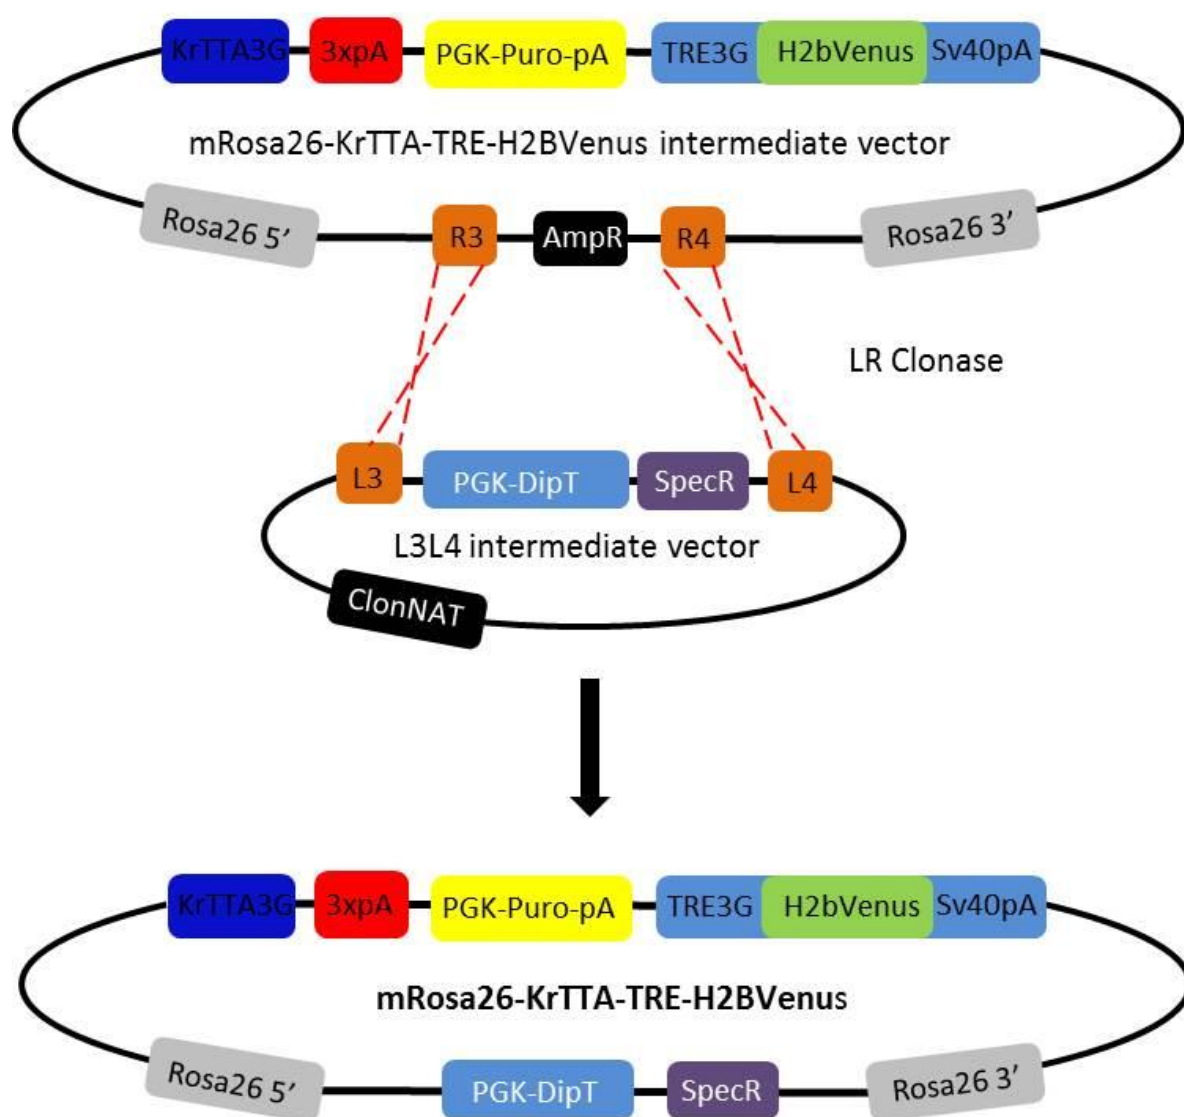 KrTTA3G 3xpA PGK-Puro-pA TRE3G H2bVenus Sv40pA
mRosa26-KrTTA-TRE-H2BVenus intermediate vector
Rosa26 5’ R3 AmpR R4 Rosa26 3’
LR Clonase
L3 PGK-DipT SpecR L4
L3L4 intermediate vector
ClonNAT
KrTTA3G 3xpA PGK-Puro-pA TRE3G H2bVenus Sv40pA
mRosa26-KrTTA-TRE-H2BVenus
Rosa26 5’ PGK-DipT SpecR Rosa26 3’